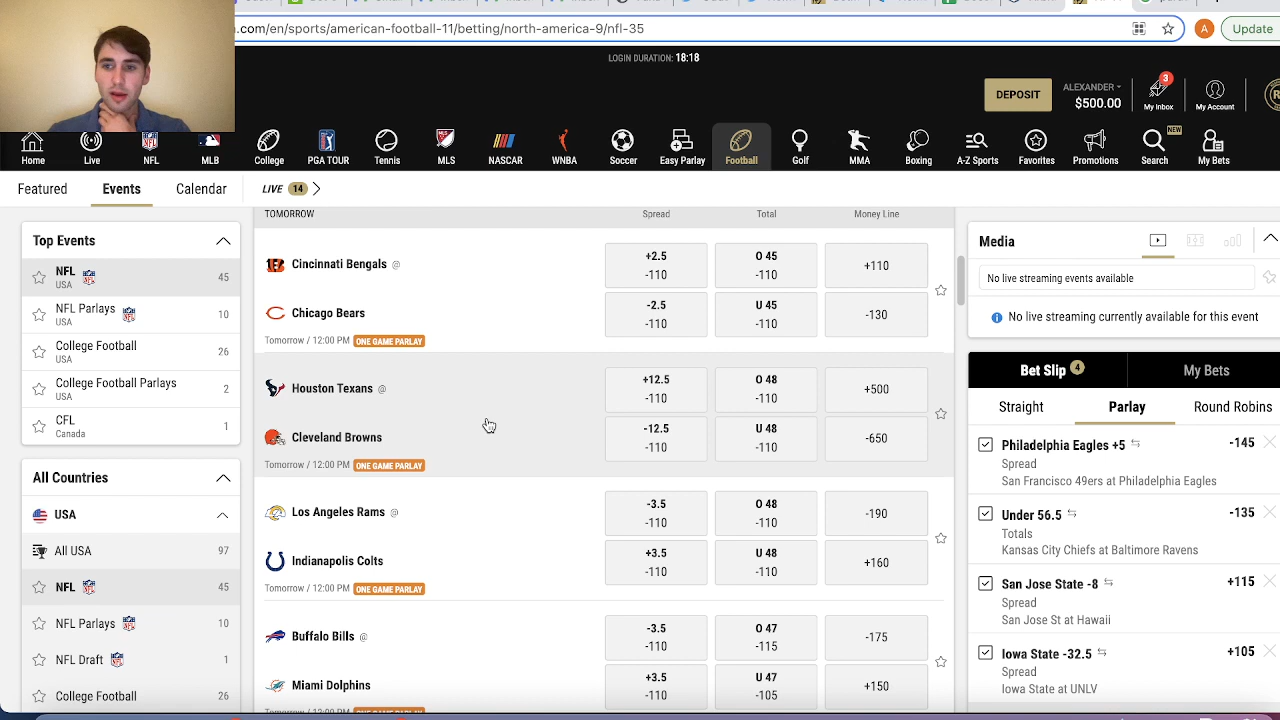 .com/en/sports/american-football-11/betting/north-america-9/nfl-35
A
Update
LOGIN DURATION: 18:18
DEPOSIT
ALEXANDER
$500.00
3
My Inbox
My Account
Home
Live
NFL
MLB
College
PGA TOUR
Tennis
MLS
NASCAR
WNBA
Soccer
Easy Parlay
Football
Golf
MMA
Boxing
A-Z Sports
Favorites
Promotions
NEW
Search
My Bets
Featured
Events
Calendar
LIVE 14
Top Events
NFL
USA
45
NFL Parlays
USA
10
College Football
USA
26
College Football Parlays
USA
2
CFL
Canada
1
All Countries
USA
All USA
97
NFL
45
NFL Parlays
10
NFL Draft
1
College Football
26
TOMORROW
Spread
Total
Money Line
Cincinnati Bengals @
+2.5
-110
O 45
-110
+110
Chicago Bears
-2.5
-110
U 45
-110
-130
Tomorrow / 12:00 PM ONE GAME PARLAY
Houston Texans @
+12.5
-110
O 48
-110
+500
Cleveland Browns
-12.5
-110
U 48
-110
-650
Tomorrow / 12:00 PM ONE GAME PARLAY
Los Angeles Rams @
-3.5
-110
O 48
-110
-190
Indianapolis Colts
+3.5
-110
U 48
-110
+160
Tomorrow / 12:00 PM ONE GAME PARLAY
Buffalo Bills @
-3.5
-110
O 47
-115
-175
Miami Dolphins
+3.5
-110
U 47
-105
+150
Media
No live streaming events available
No live streaming currently available for this event
Bet Slip 4
My Bets
Straight
Parlay
Round Robins
Philadelphia Eagles +5
-145
Spread
San Francisco 49ers at Philadelphia Eagles
Under 56.5
-135
Totals
Kansas City Chiefs at Baltimore Ravens
San Jose State -8
+115
Spread
San Jose St at Hawaii
Iowa State -32.5
+105
Spread
Iowa State at UNLV